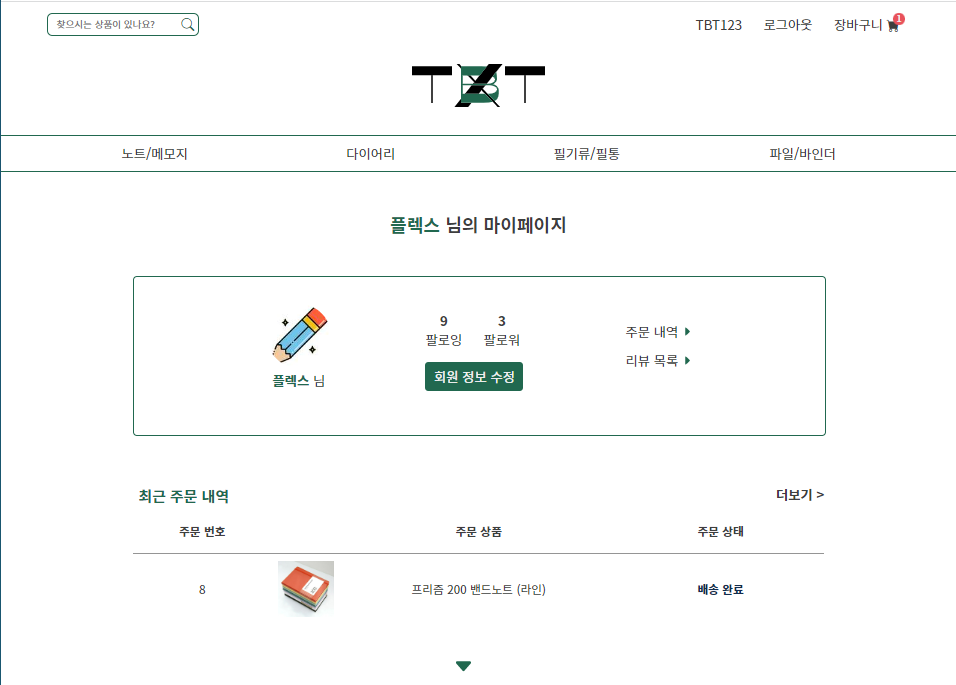 찾으시는 상품이 있나요?
TBT123 로그아웃 장바구니 1
TBT
노트/메모지 다이어리 필기류/필통 파일/바인더
플렉스 님의 마이페이지
9 3
팔로잉 팔로워
회원 정보 수정
플렉스 님
주문 내역
리뷰 목록
최근 주문 내역 더보기 >
주문 번호 주문 상품 주문 상태
8 프리즘 200 밴드노트 (라인) 배송 완료